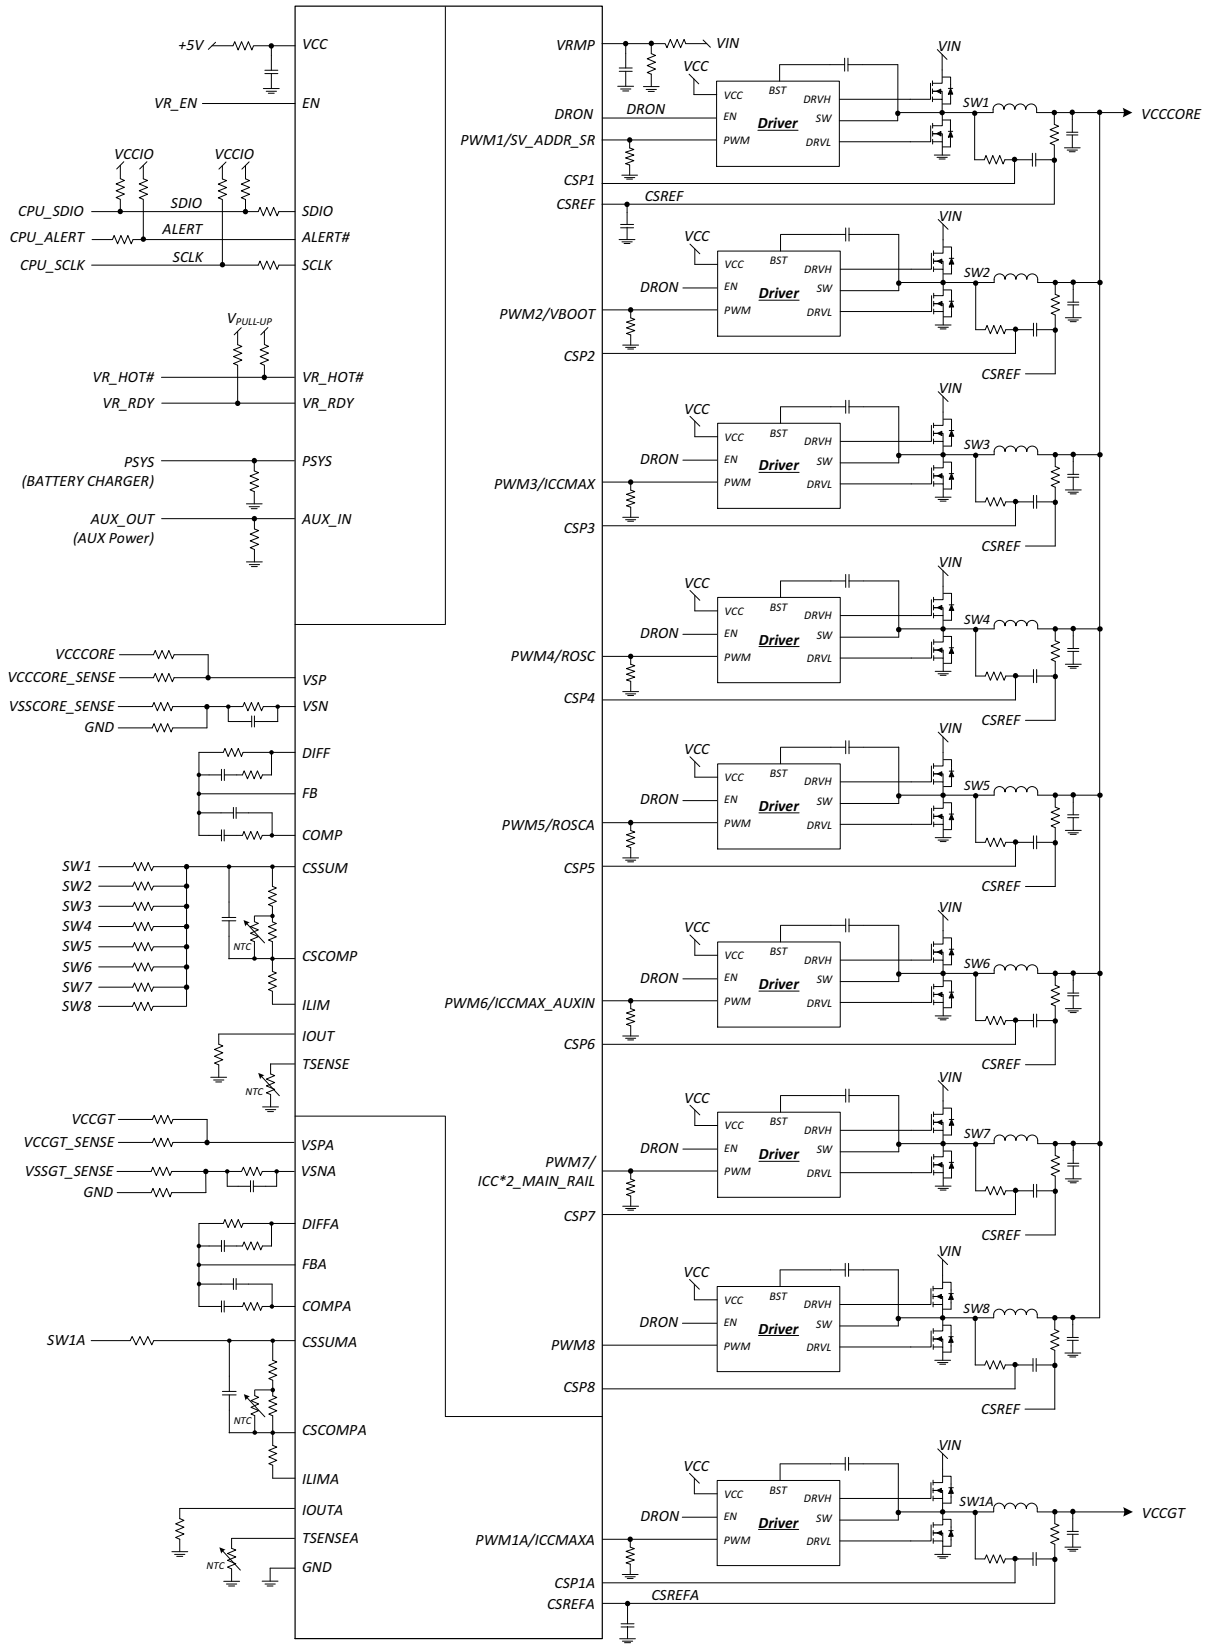 +5V
VCC
VR_EN
EN
VCCIO
VCCIO
CPU_SDIO
SDIO
SDIO
CPU_ALERT
ALERT
ALERT#
CPU_SCLK
SCLK
SCLK
VPULL-UP
VR_HOT#
VR_HOT#
VR_RDY
VR_RDY
PSYS
(BATTERY CHARGER)
PSYS
AUX_OUT
(AUX Power)
AUX_IN
VCCCORE
VCCCORE_SENSE
VSP
VSSCORE_SENSE
VSN
GND
DIFF
FB
COMP
SW1
CSSUM
SW2
SW3
SW4
SW5
NTC
SW6
CSCOMP
SW7
SW8
ILIM
IOUT
TSENSE
NTC
VCCGT
VCCGT_SENSE
VSPA
VSSGT_SENSE
VSNA
GND
DIFFA
FBA
COMPA
SW1A
CSSUMA
NTC
CSCOMPA
ILIMA
IOUTA
TSENSEA
NTC
GND
VRMP
VIN
VCC
VIN
DRON
DRON
PWM1/SV_ADDR_SR
VCC
BST
DRVH
EN
Driver
SW
PWM
DRVL
SW1
VCCCORE
CSP1
CSREF
CSREF
VCC
VIN
DRON
PWM2/VBOOT
VCC
BST
DRVH
EN
Driver
SW
PWM
DRVL
SW2
CSP2
CSREF
VCC
VIN
DRON
PWM3/ICCMAX
VCC
BST
DRVH
EN
Driver
SW
PWM
DRVL
SW3
CSP3
CSREF
VCC
VIN
DRON
PWM4/ROSC
VCC
BST
DRVH
EN
Driver
SW
PWM
DRVL
SW4
CSP4
CSREF
VCC
VIN
DRON
PWM5/ROSCA
VCC
BST
DRVH
EN
Driver
SW
PWM
DRVL
SW5
CSP5
CSREF
VCC
VIN
DRON
PWM6/ICCMAX_AUXIN
VCC
BST
DRVH
EN
Driver
SW
PWM
DRVL
SW6
CSP6
CSREF
VCC
VIN
DRON
PWM7/
ICC*2_MAIN_RAIL
VCC
BST
DRVH
EN
Driver
SW
PWM
DRVL
SW7
CSP7
CSREF
VCC
VIN
DRON
PWM8
VCC
BST
DRVH
EN
Driver
SW
PWM
DRVL
SW8
CSP8
CSREF
VCC
VIN
DRON
PWM1A/ICCMAXA
VCC
BST
DRVH
EN
Driver
SW
PWM
DRVL
SW1A
VCCGT
CSP1A
CSREFA
CSREFA